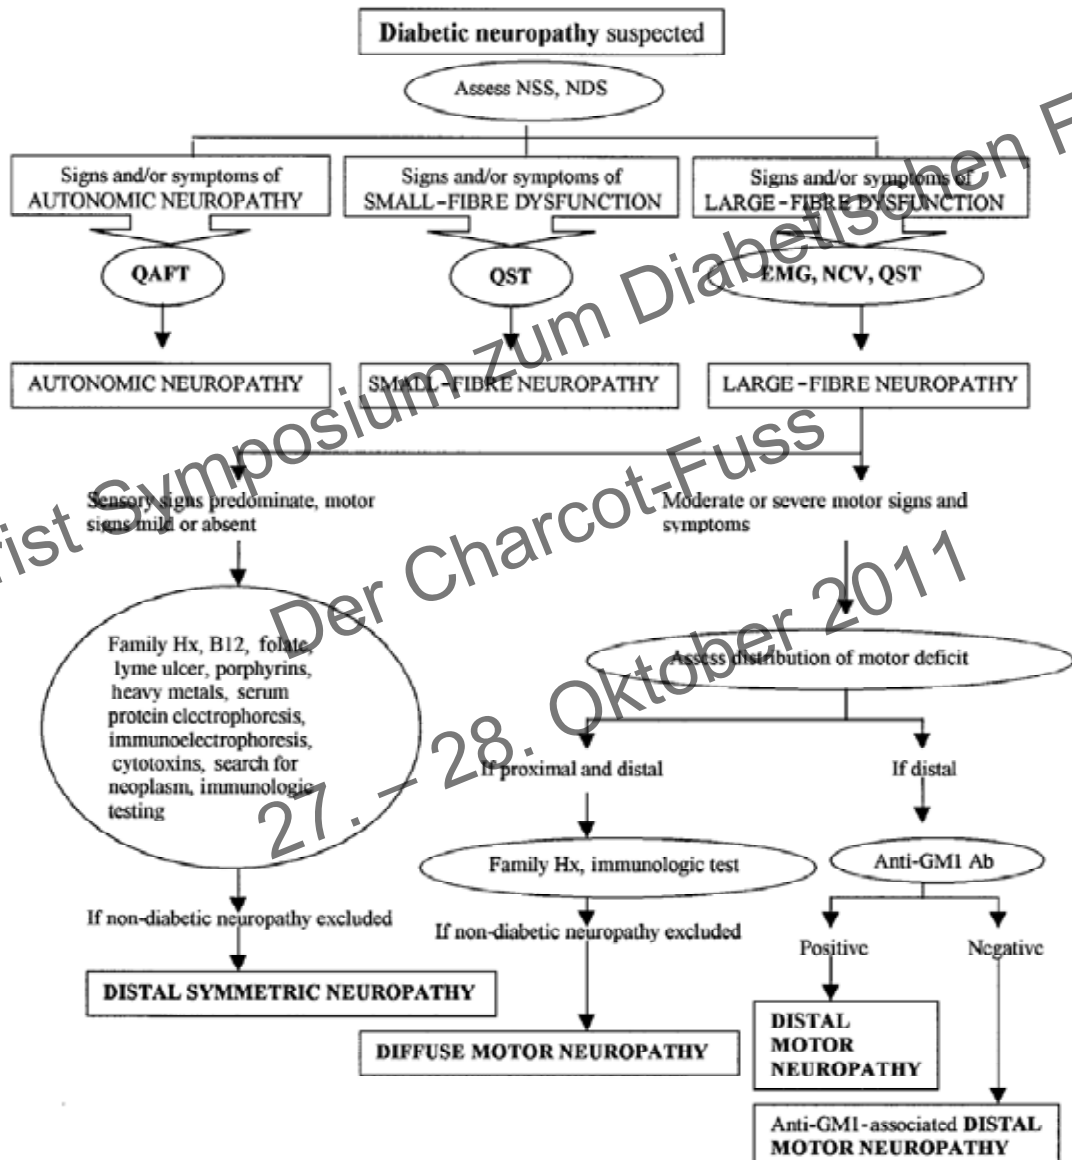 Diabetic neuropathy suspected
Assess NSS, NDS
Signs and/or symptoms of
AUTONOMIC NEUROPATHY
Signs and/or symptoms of
SMALL-FIBRE DYSFUNCTION
Signs and/or symptoms of
LARGE-FIBRE DYSFUNCTION
QAFT
QST
EMG, NCV, QST
AUTONOMIC NEUROPATHY
SMALL-FIBRE NEUROPATHY
LARGE-FIBRE NEUROPATHY
Sensory signs predominate, motor
signs mild or absent
Moderate or severe motor signs and
symptoms
Family Hx, B12, folate,
lyme ulcer, porphyrins,
heavy metals, serum
protein electrophoresis,
immunoelectrophoresis,
cytotoxins, search for
neoplasm, immunologic
testing
Assess distribution of motor deficit
If proximal and distal
If distal
Family Hx, immunologic test
Anti-GM1 Ab
If non-diabetic neuropathy excluded
If non-diabetic neuropathy excluded
Positive
Negative
DISTAL SYMMETRIC NEUROPATHY
DIFFUSE MOTOR NEUROPATHY
DISTAL
MOTOR
NEUROPATHY
Anti-GM1-associated DISTAL
MOTOR NEUROPATHY
Symposium zum Diabetischen
Der Charcot-Fuss
27. – 28. Oktober 2011